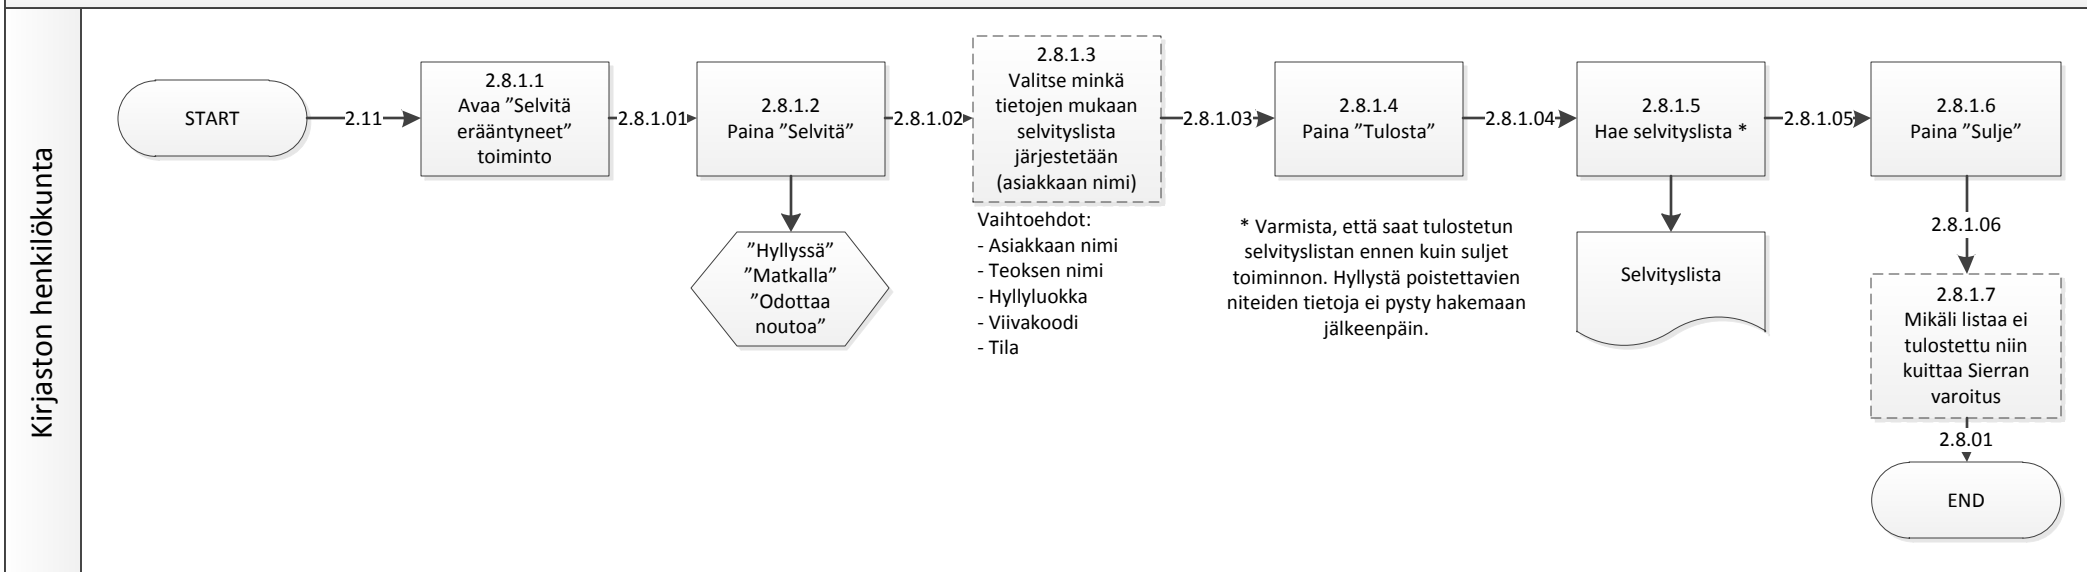 Kirjaston henkilökunta
START
2.11
2.8.1.1
Avaa ”Selvitä
erääntyneet”
toiminto
2.8.1.01
2.8.1.2
Paina ”Selvitä”
”Hyllyssä”
”Matkalla”
”Odottaa
noutoa”
2.8.1.02
2.8.1.3
Valitse minkä
tietojen mukaan
selvityslista
järjestetään
(asiakkaan nimi)
Vaihtoehdot:
- Asiakkaan nimi
- Teoksen nimi
- Hyllyluokka
- Viivakoodi
- Tila
2.8.1.03
2.8.1.4
Paina ”Tulosta”
* Varmista, että saat tulostetun
selvityslistan ennen kuin suljet
toiminnon. Hyllystä poistettavien
niteiden tietoja ei pysty hakemaan
jälkeenpäin.
2.8.1.04
2.8.1.5
Hae selvityslista *
Selvityslista
2.8.1.05
2.8.1.6
Paina ”Sulje”
2.8.1.06
2.8.1.7
Mikäli listaa ei
tulostettu niin
kuittaa Sierran
varoitus
2.8.01
END